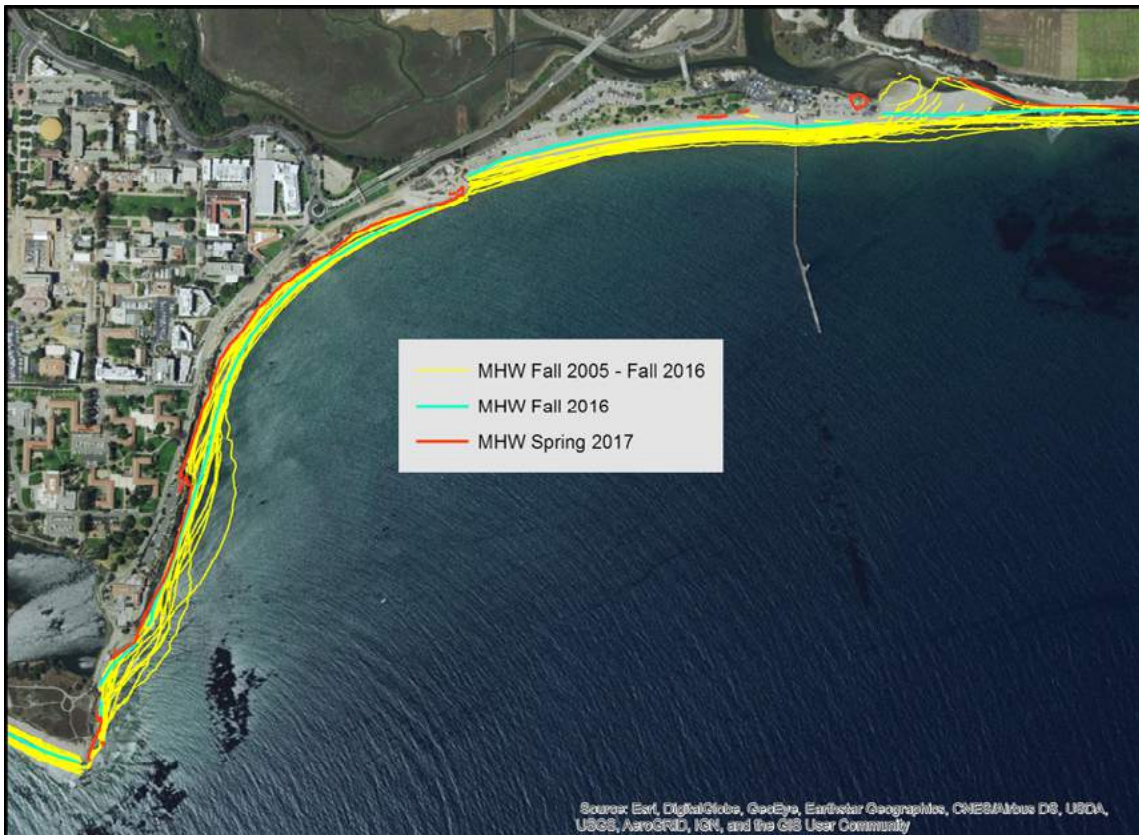 MHW Fall 2005 - Fall 2016
MHW Fall 2016
MHW Spring 2017
Source: Esri, DigitalGlobe, GeoEye, Earthstar Geographics, CNES/Airbus DS, USDA,
USGS, AeroGRID, IGN, and the GIS User Community